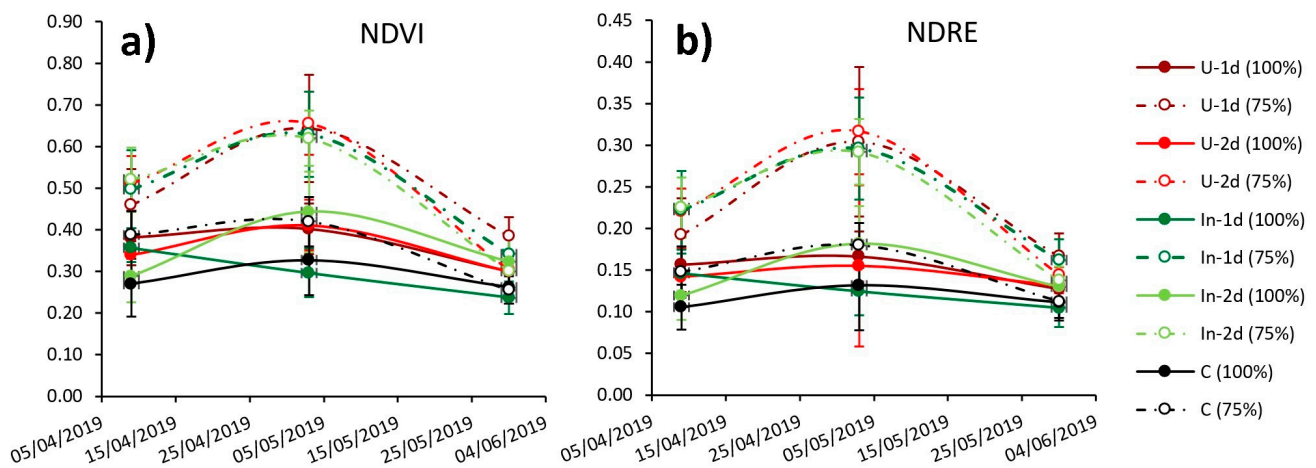 a) NDVI
0.90
0.80
0.70
0.60
0.50
0.40
0.30
0.20
0.10
0.00
05/04/2019
15/04/2019
25/04/2019
05/05/2019
15/05/2019
25/05/2019
04/06/2019
b) NDRE
0.45
0.40
0.35
0.30
0.25
0.20
0.15
0.10
0.05
0.00
05/04/2019
15/04/2019
25/04/2019
05/05/2019
15/05/2019
25/05/2019
04/06/2019
U-1d (100%)
U-1d (75%)
U-2d (100%)
U-2d (75%)
In-1d (100%)
In-1d (75%)
In-2d (100%)
In-2d (75%)
C (100%)
C (75%)